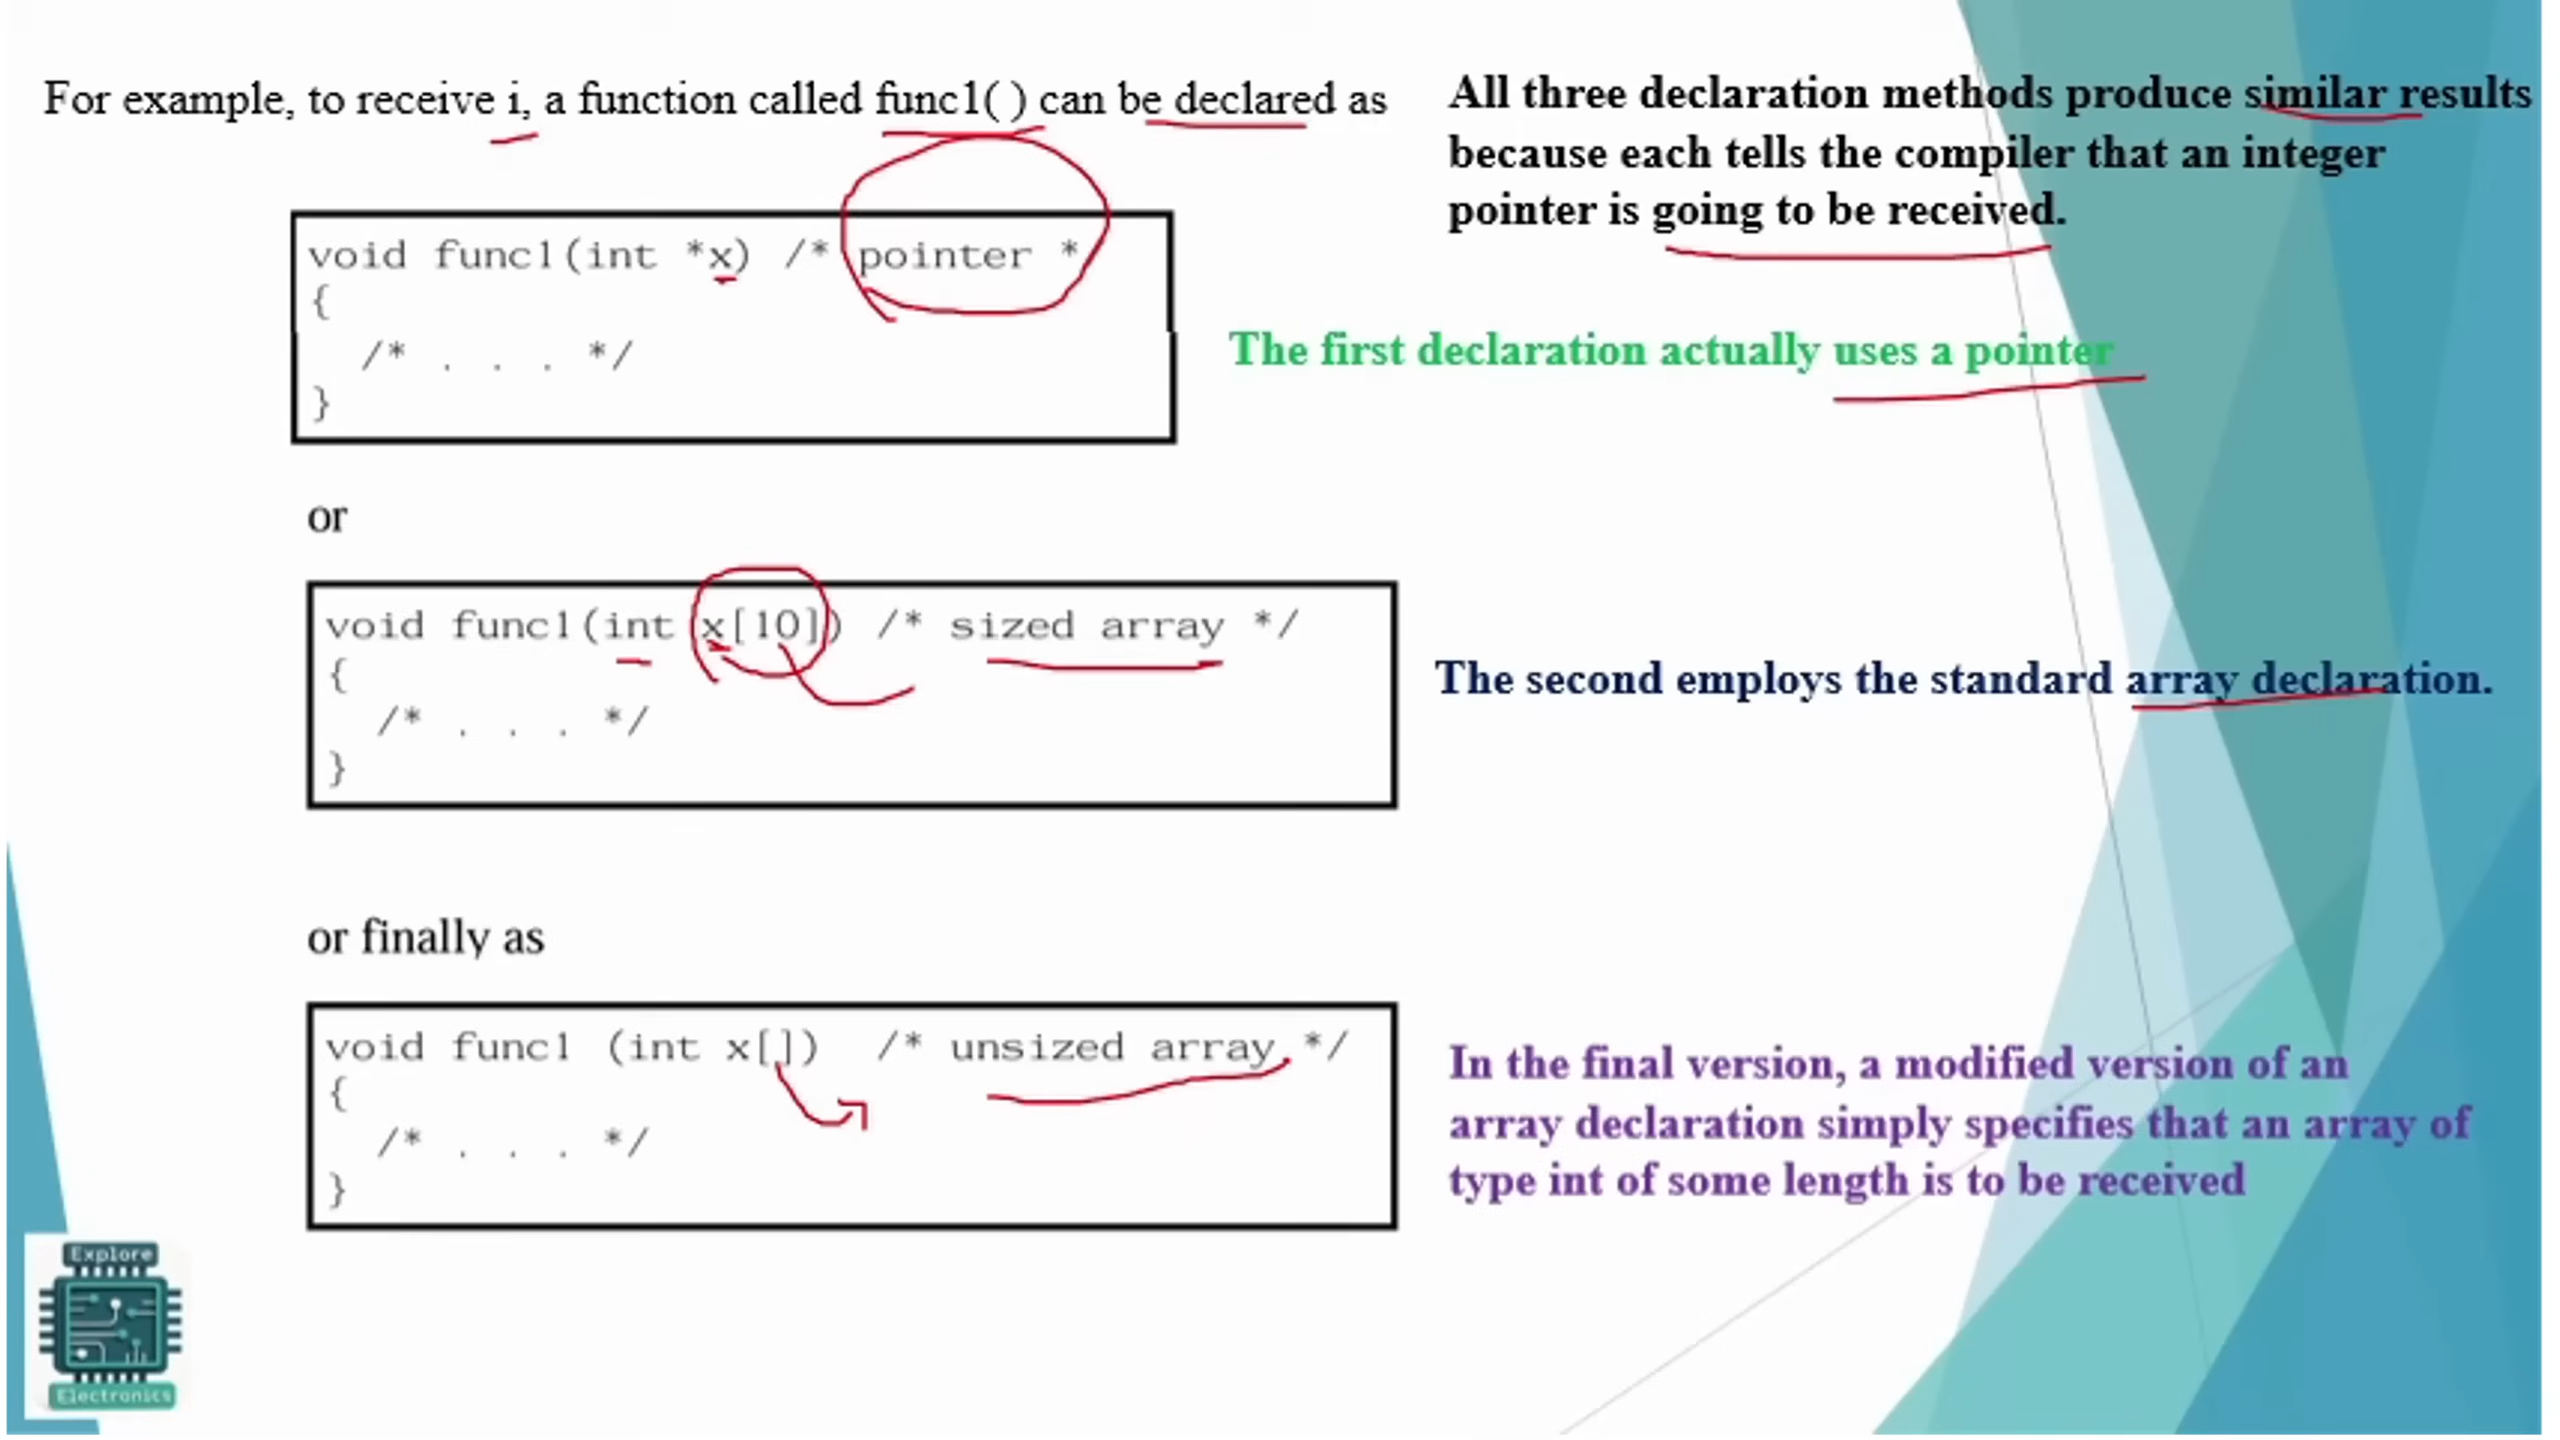 For example, to receive i, a function called func1( ) can be declared as
All three declaration methods produce similar results
because each tells the compiler that an integer
pointer is going to be received.
void func1(int *x) /* pointer *
{
/* . . . */
}
The first declaration actually uses a pointer
or
void func1(int x[10]) /* sized array */
{
/* . . . */
}
The second employs the standard array declaration.
or finally as
void func1 (int x[]) /* unsized array */
{
/* . . . */
}
In the final version, a modified version of an
array declaration simply specifies that an array of
type int of some length is to be received
Explore
Electronics